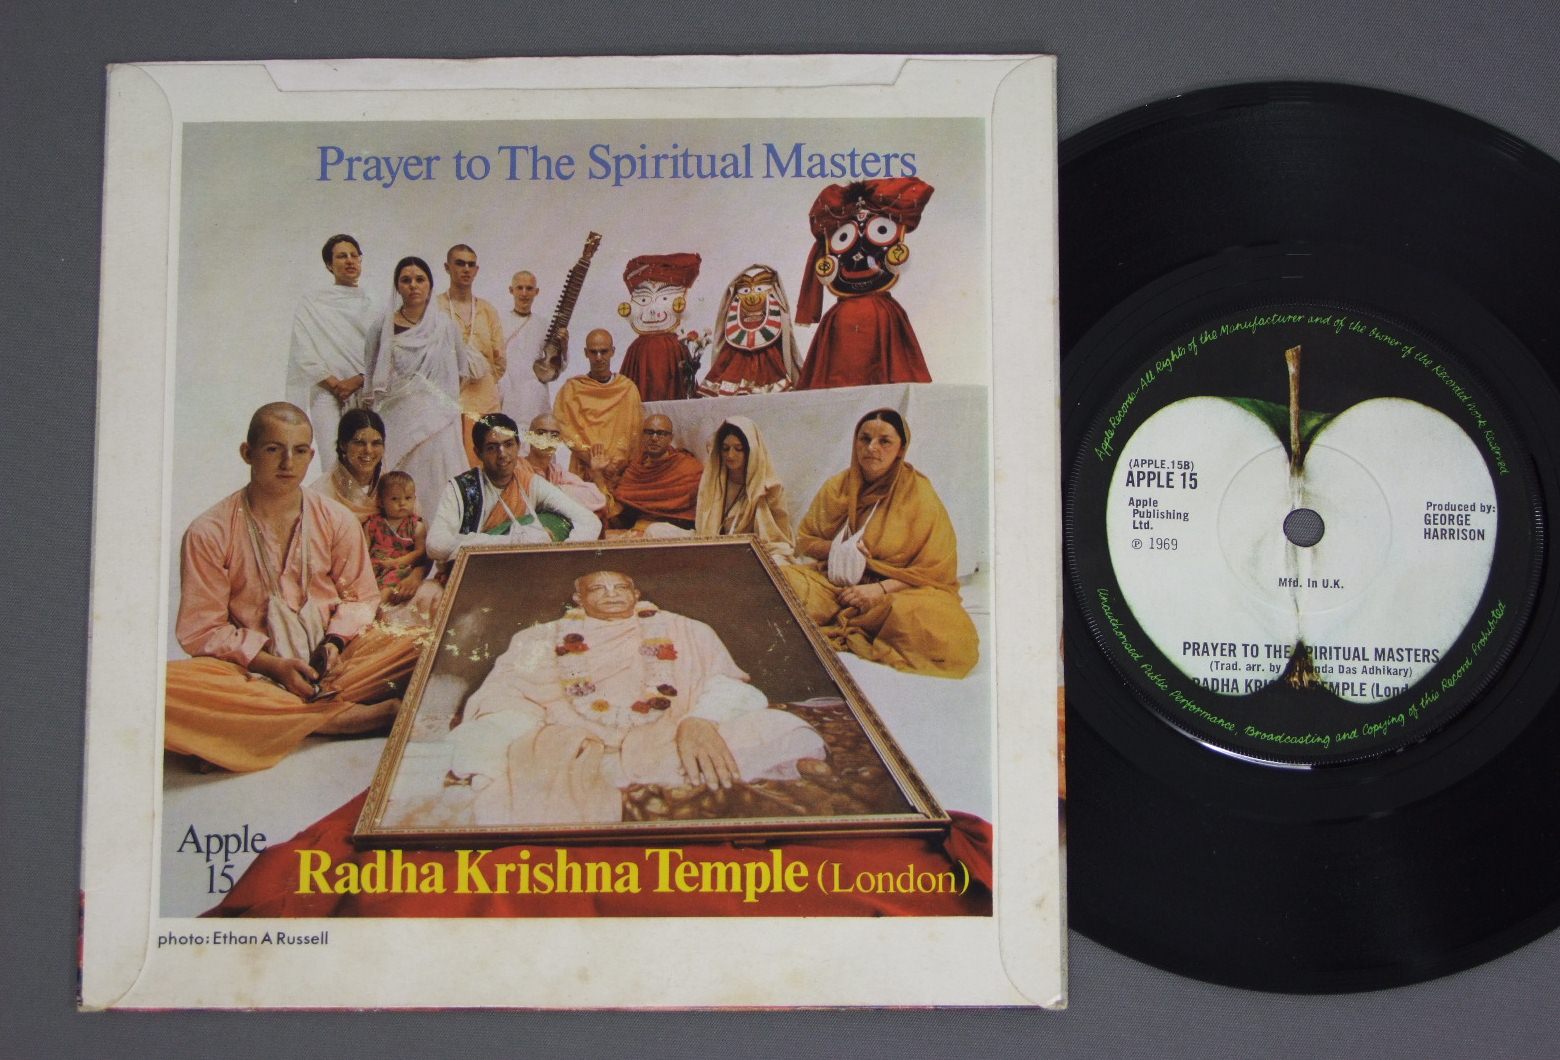 Prayer to The Spiritual Masters
Apple
15
Radha Krishna Temple (London)
photo: Ethan A Russell
Apple Records-All Rights of the Manufacturer and of the Owner of the Recorded Work Reserved
(APPLE.15B)
APPLE 15
Apple
Publishing
Ltd.
℗ 1969
Produced by:
GEORGE
HARRISON
Mfd. In U.K.
PRAYER TO THE SPIRITUAL MASTERS
(Trad. arr. by Das Adhikary)
RADHA KRISHNA TEMPLE (Lond
Unauthorised Public Performance, Broadcasting and Copying of this Record Prohibited